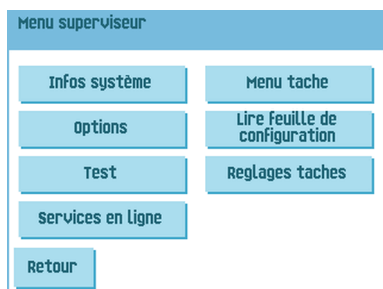 Menu superviseur
Infos système
Menu tache
Options
Lire feuille de
configuration
Test
Reglages taches
Services en ligne
Retour